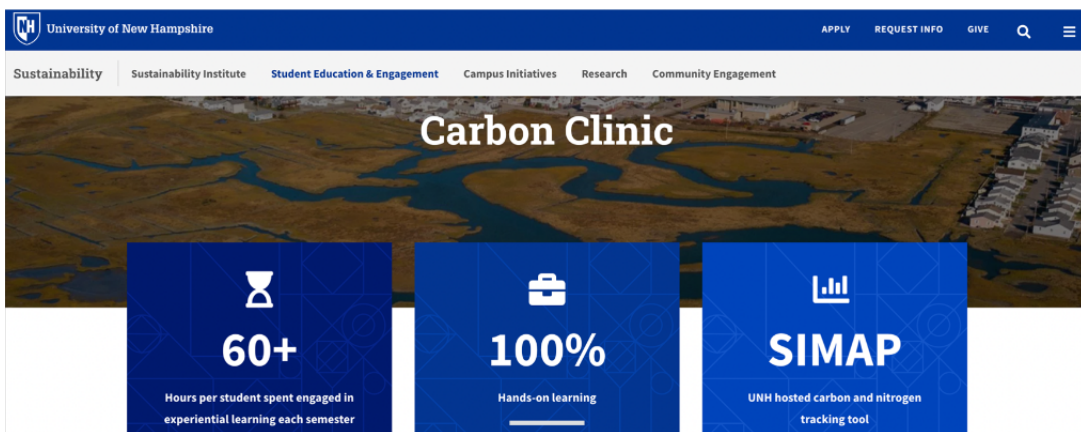 NH University of New Hampshire APPLY REQUEST INFO GIVE
Sustainability Sustainability Institute Student Education & Engagement Campus Initiatives Research Community Engagement
Carbon Clinic
60+
Hours per student spent engaged in
experiential learning each semester
100%
Hands-on learning
SIMAP
UNH hosted carbon and nitrogen
tracking tool